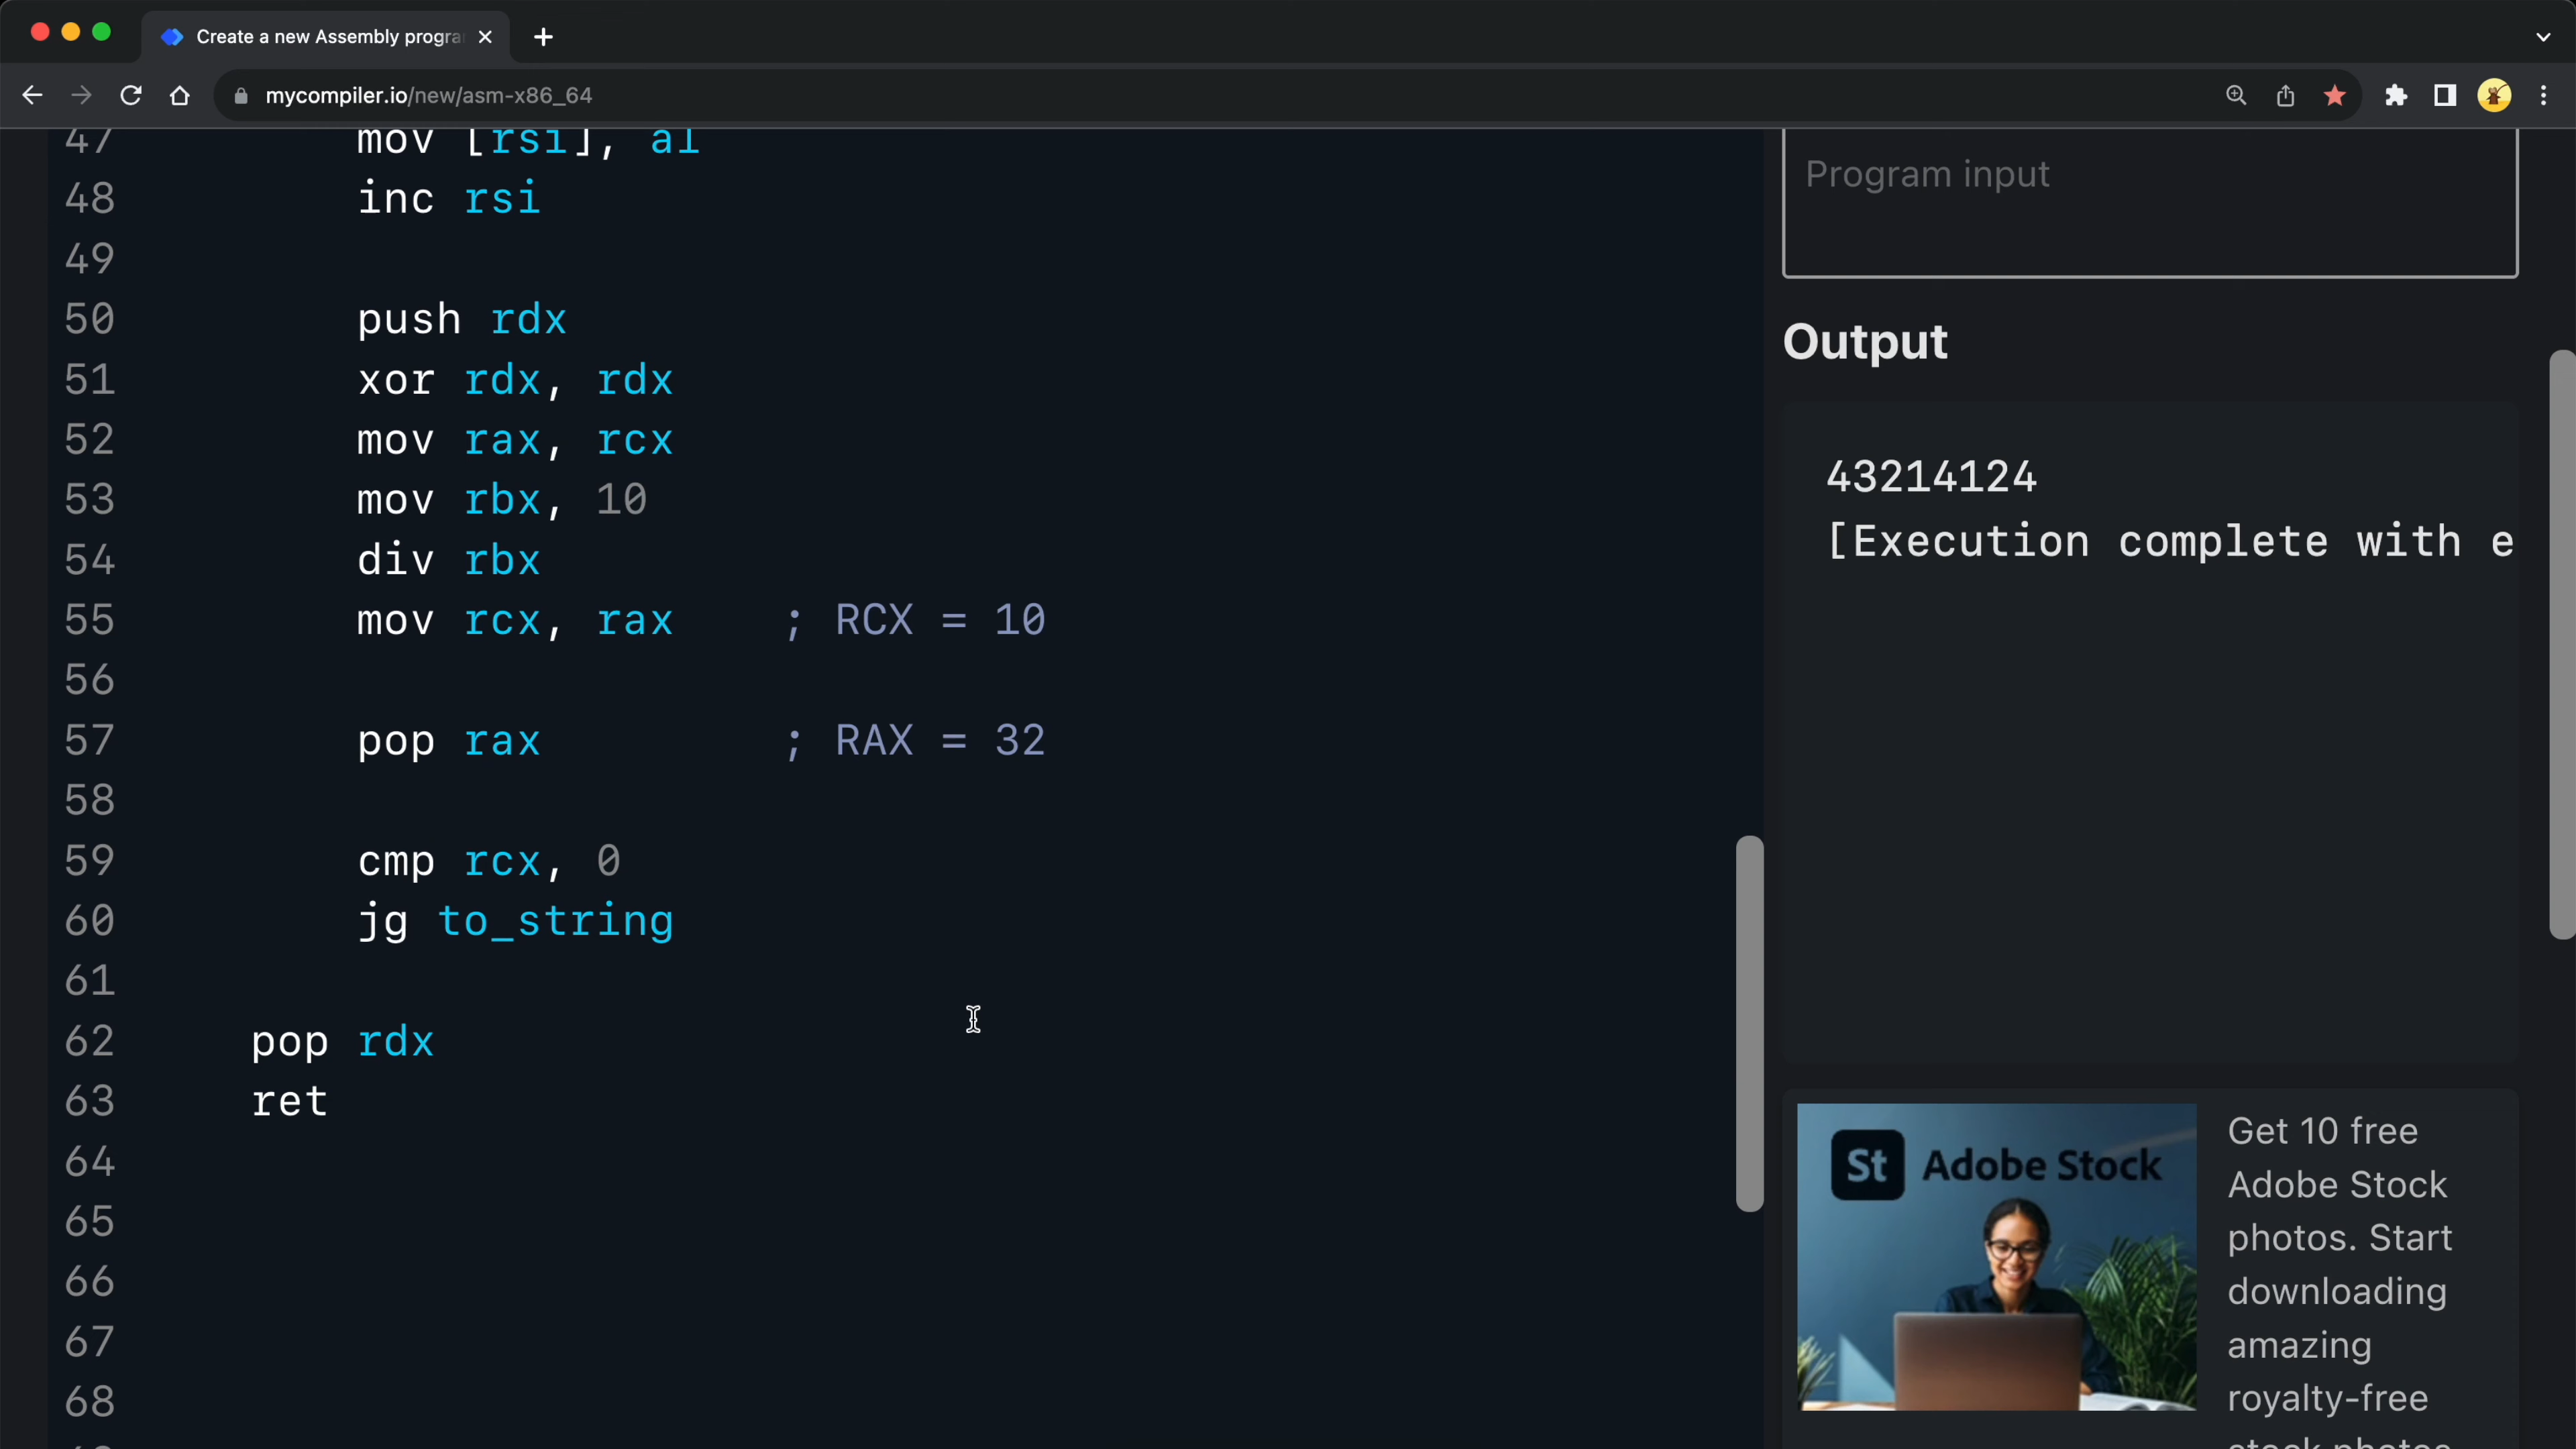 Create a new Assembly progra
mycompiler.io/new/asm-x86_64
47 mov [rsi], al
48 inc rsi
49
50 push rdx
51 xor rdx, rdx
52 mov rax, rcx
53 mov rbx, 10
54 div rbx
55 mov rcx, rax ; RCX = 10
56
57 pop rax ; RAX = 32
58
59 cmp rcx, 0
60 jg to_string
61
62 pop rdx
63 ret
64
65
66
67
68
Program input
Output
43214124
[Execution complete with e
St Adobe Stock
Get 10 free
Adobe Stock
photos. Start
downloading
amazing
royalty-free
stock photos